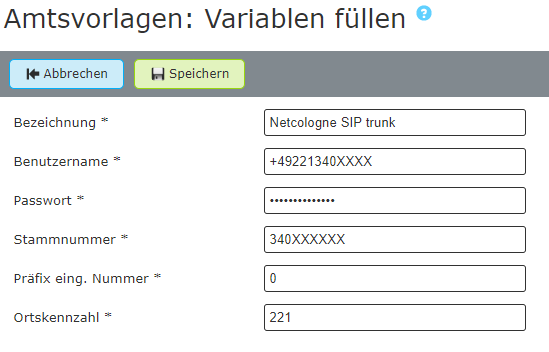 Amtsvorlagen: Variablen füllen ?
Abbrechen Speichern
Bezeichnung * Netcologne SIP trunk
Benutzername * +49221340XXXX
Passwort * ••••••••••••••
Stammnummer * 340XXXXXX
Präfix eing. Nummer * 0
Ortskennzahl * 221